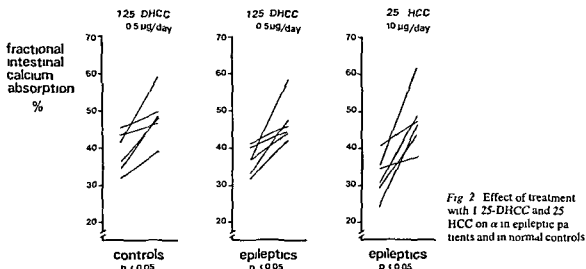 125 DHCC
0 5 µg/day
125 DHCC
0 5 µg/day
25 HCC
10 µg/day
fractional
intestinal
calcium
absorption
%
70
60
50
40
30
20
70
60
50
40
30
20
70
60
50
40
30
20
controls
p < 0 05
epileptics
p < 0 05
epileptics
p < 0 05
Fig 2 Effect of treatment
with 1 25-DHCC and 25
HCC on α in epileptic pa
tients and in normal controls